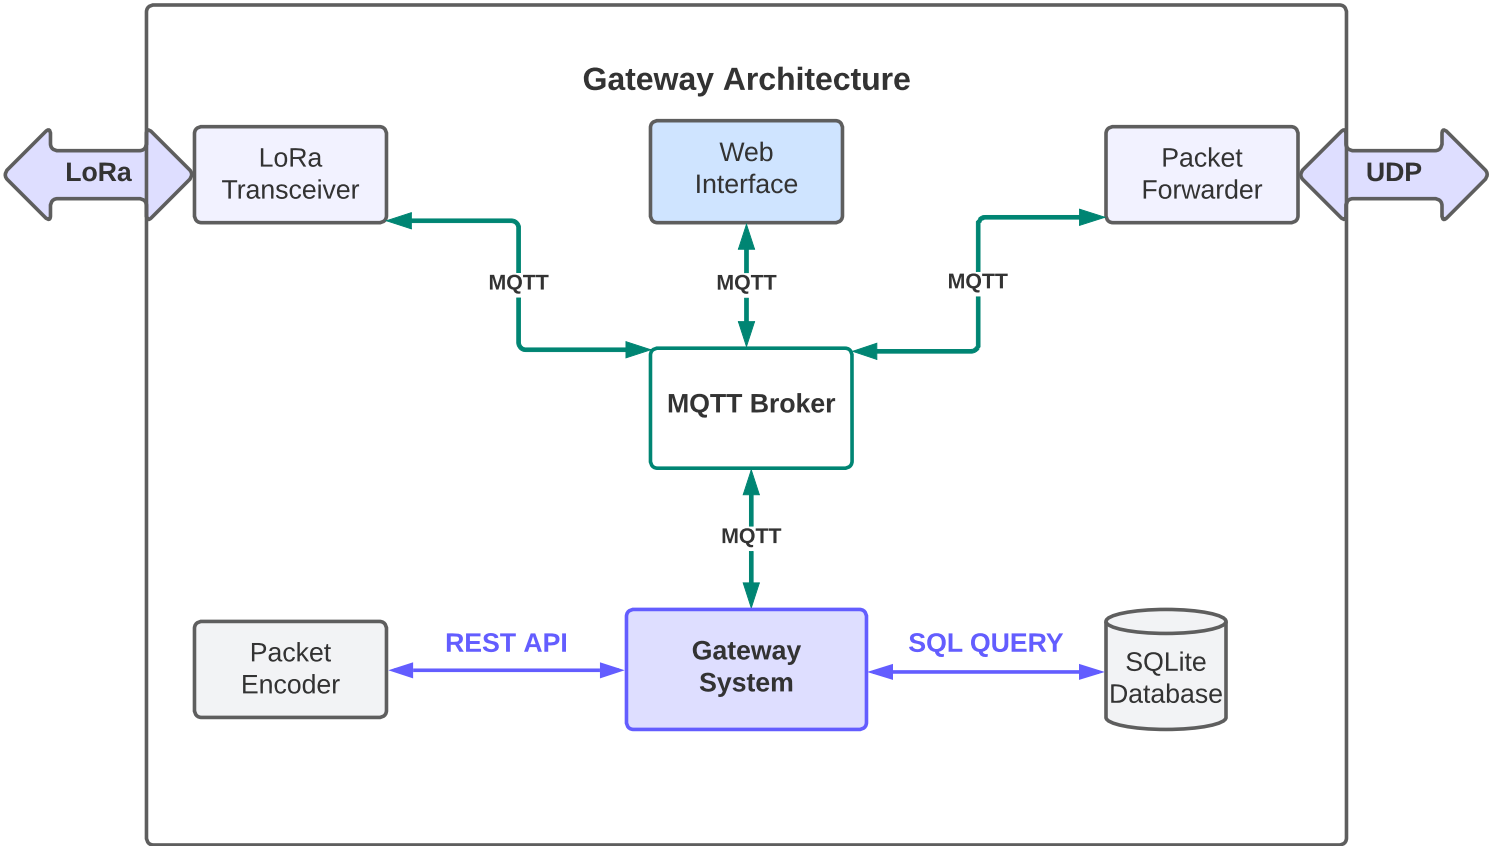 Gateway Architecture
LoRa
LoRa
Transceiver
Web
Interface
Packet
Forwarder
UDP
MQTT
MQTT
MQTT
MQTT Broker
MQTT
Packet
Encoder
REST API
Gateway
System
SQL QUERY
SQLite
Database